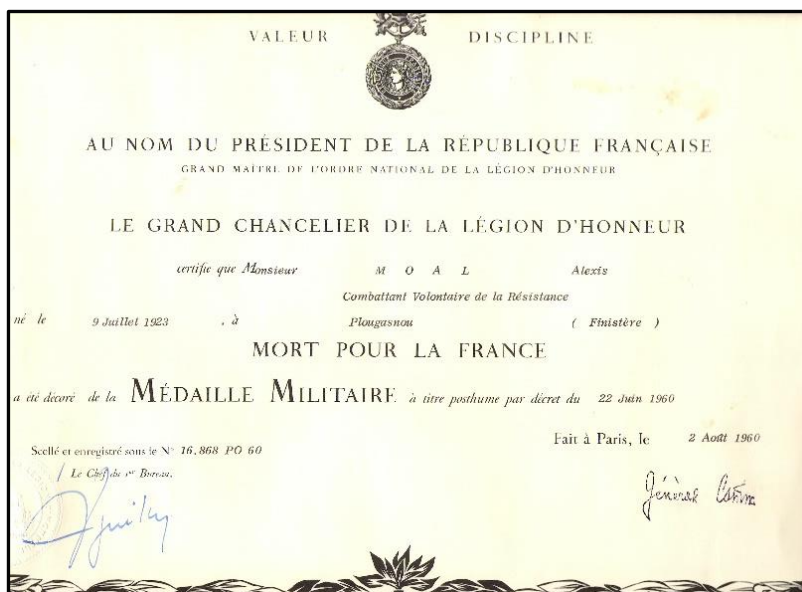 VALEUR DISCIPLINE
AU NOM DU PRÉSIDENT DE LA RÉPUBLIQUE FRANÇAISE
GRAND MAÎTRE DE L'ORDRE NATIONAL DE LA LÉGION D'HONNEUR
LE GRAND CHANCELIER DE LA LÉGION D'HONNEUR
certifie que Monsieur M O A L Alexis
Combattant Volontaire de la Résistance
né le 9 Juillet 1923 . à Plougasnou ( Finistère )
MORT POUR LA FRANCE
a été décoré de la MÉDAILLE MILITAIRE à titre posthume par décret du 22 Juin 1960
Fait à Paris, le 2 Août 1960
Scellé et enregistré sous le N° 16.868 PO 60
Le Chef du 1er Bureau.
Général